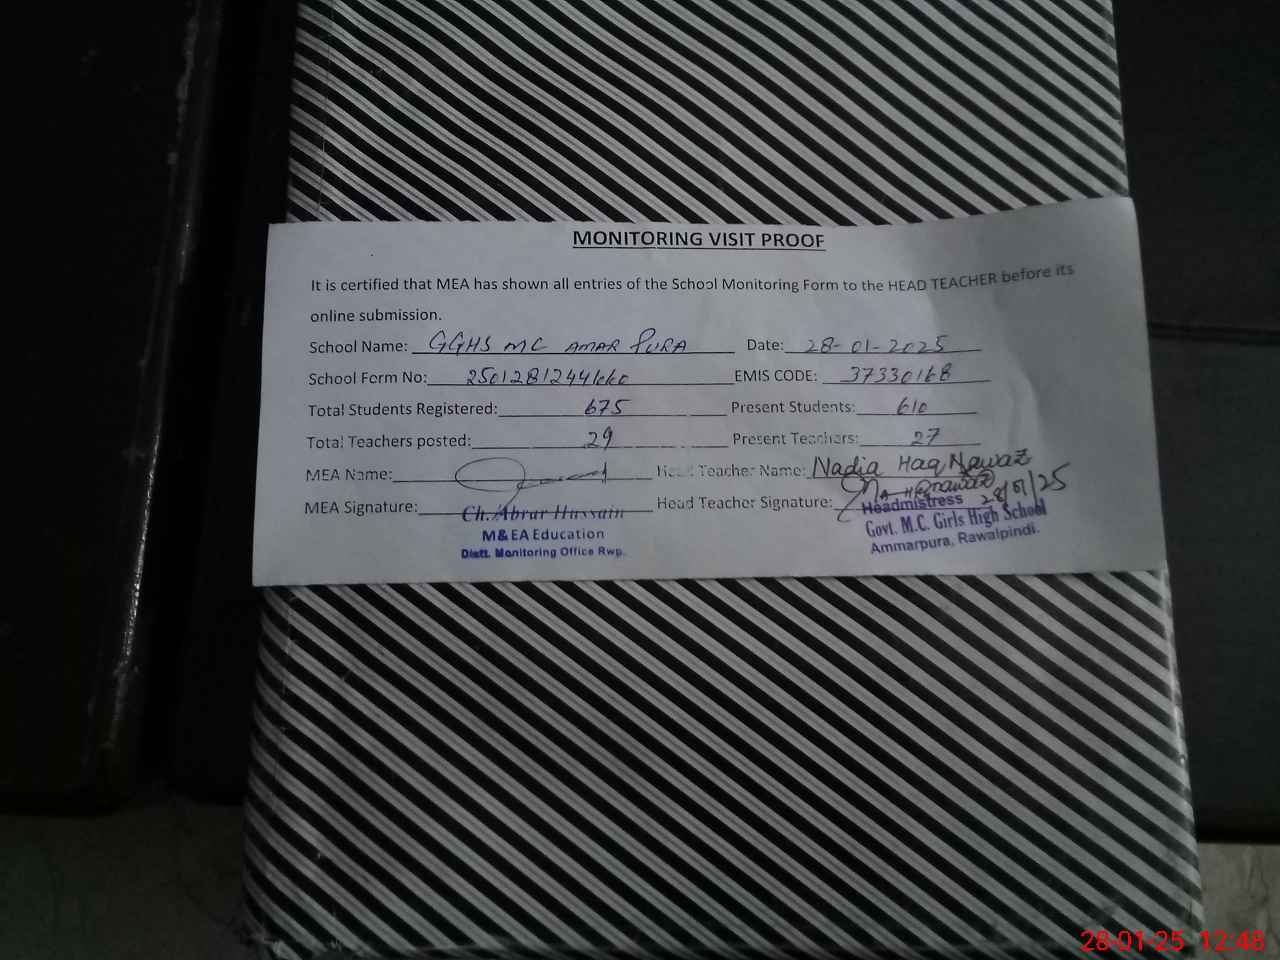 MONITORING VISIT PROOF
It is certified that MEA has shown all entries of the School Monitoring Form to the HEAD TEACHER before its
online submission.
School Name: GGHS MC AMAR PURA Date: 28-01-2025
School Form No: EMIS CODE: 37330168
Total Students Registered: 675 Present Students: 610
Total Teachers posted: 29 Present Teachers: 27
MEA Name: Head Teacher Name: Nadia Haq Nawaz
MEA Signature: Head Teacher Signature: 28/01/25
Ch. Abrar Hussain
M&EA Education
Distt. Monitoring Office Rwp.
Headmistress
Govt. M.C. Girls High School
Ammarpura, Rawalpindi.
28-01-25 12:48